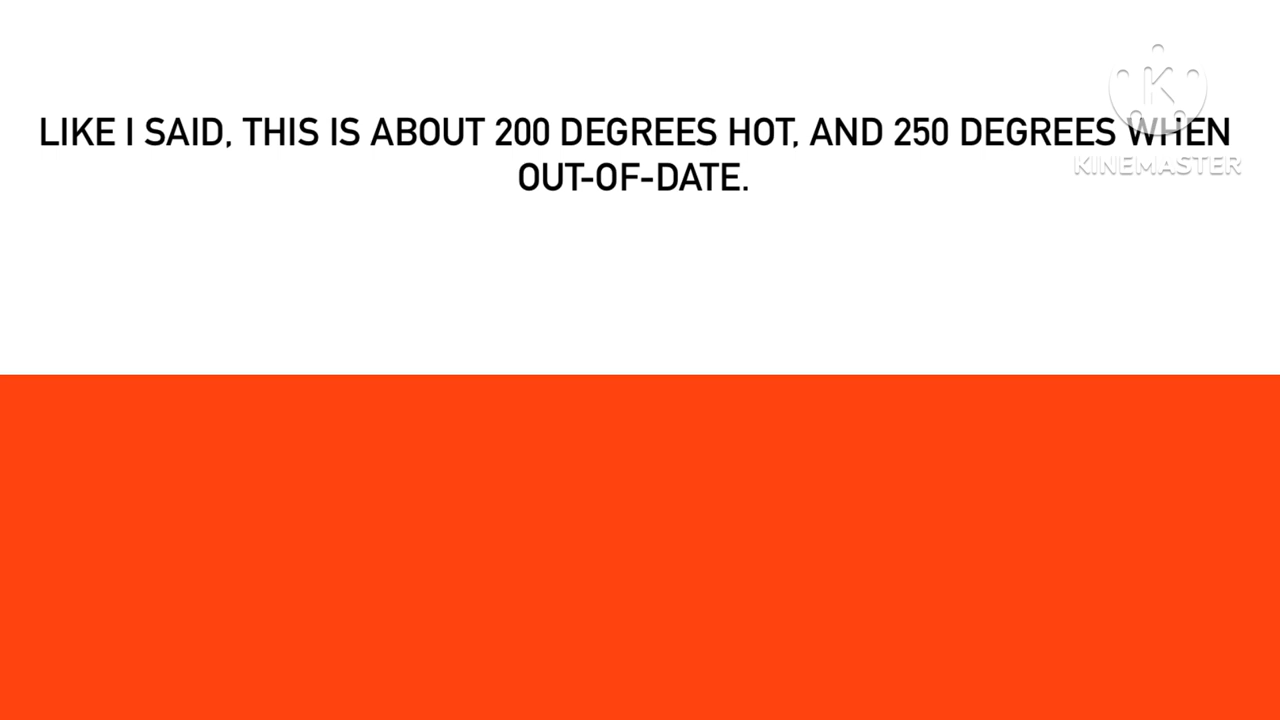 LIKE I SAID, THIS IS ABOUT 200 DEGREES HOT, AND 250 DEGREES WHEN
OUT-OF-DATE.
K
KINEMASTER